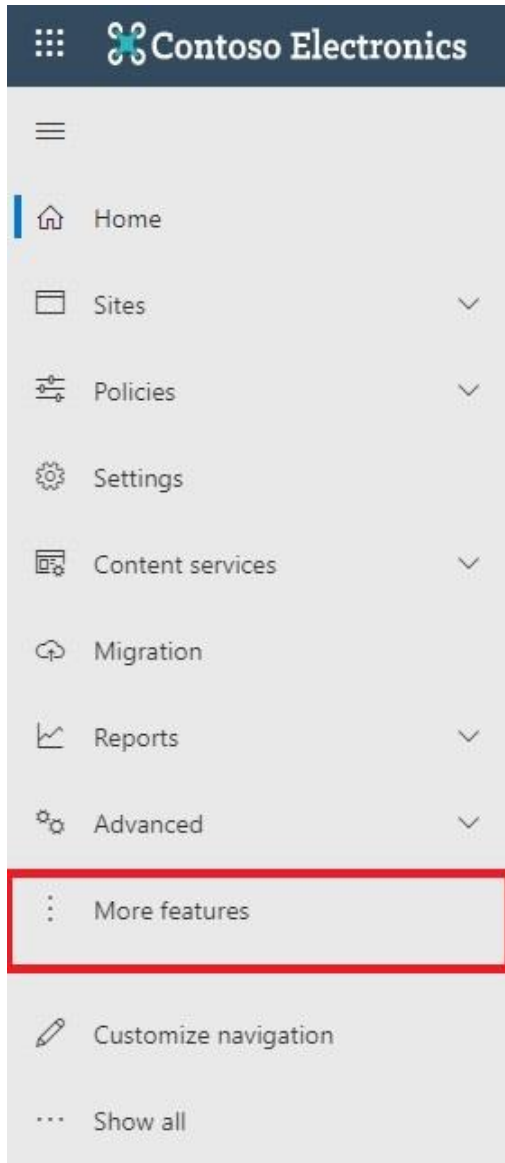 Contoso Electronics
Home
Sites
Policies
Settings
Content services
Migration
Reports
Advanced
More features
Customize navigation
Show all